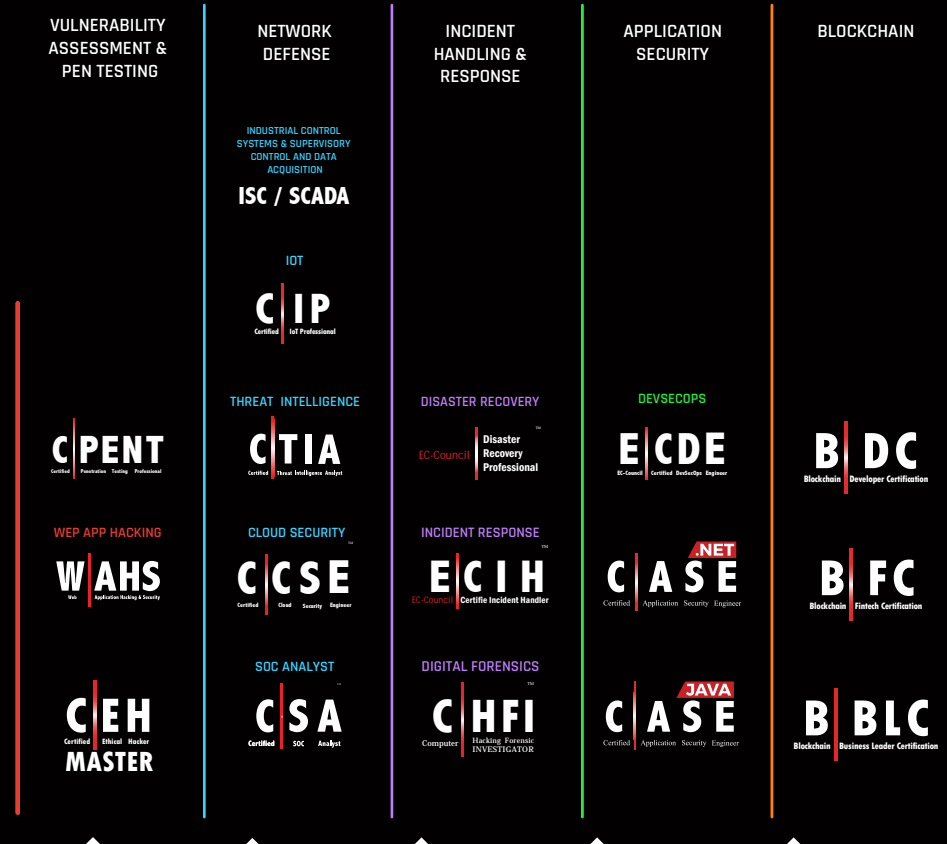 VULNERABILITY
ASSESSMENT &
PEN TESTING
CPENT
Certified Penetration Testing Professional
WEP APP HACKING
WAHS
Web Application Hacking & Security
CEH
Certified Ethical Hacker
MASTER
NETWORK
DEFENSE
INDUSTRIAL CONTROL
SYSTEMS & SUPERVISORY
CONTROL AND DATA
ACQUISITION
ISC / SCADA
IOT
CIP
Certified IoT Professional
THREAT INTELLIGENCE
CTIA
Certified Threat Intelligence Analyst
CLOUD SECURITY
TM
CCSE
Certified Cloud Security Engineer
SOC ANALYST
TM
CSA
Certified SOC Analyst
INCIDENT
HANDLING &
RESPONSE
DISASTER RECOVERY
TM
EC-Council
Disaster
Recovery
Professional
INCIDENT RESPONSE
TM
ECIH
EC-Council Certifie Incident Handler
DIGITAL FORENSICS
TM
CHFI
Computer Hacking Forensic
INVESTIGATOR
APPLICATION
SECURITY
DEVSECOPS
ECDE
EC-Council Certified DevSecOps Engineer
.NET
CASE
Certified Application Security Engineer
JAVA
CASE
Certified Application Security Engineer
BLOCKCHAIN
BDC
Blockchain Developer Certification
BFC
Blockchain Fintech Certification
BBLC
Blockchain Business Leader Certification